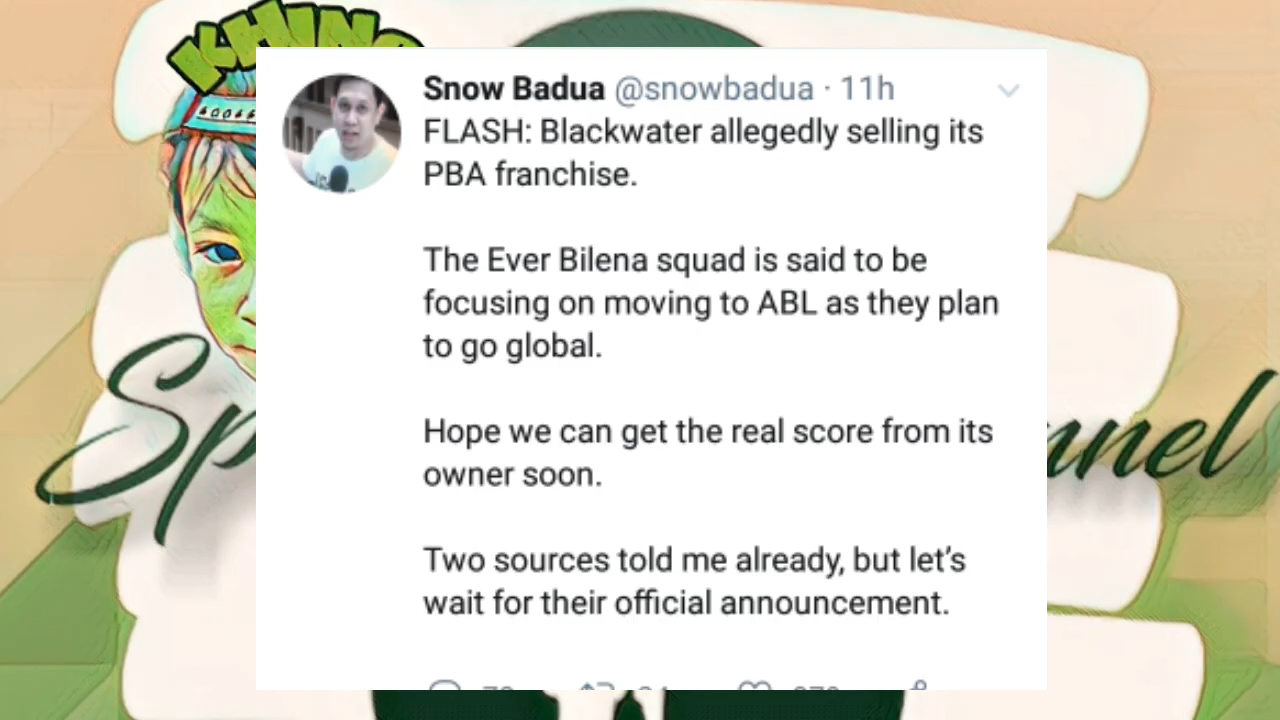 KHINO
Snow Badua @snowbadua · 11h
FLASH: Blackwater allegedly selling its
PBA franchise.
The Ever Bilena squad is said to be
focusing on moving to ABL as they plan
to go global.
Hope we can get the real score from its
owner soon.
Two sources told me already, but let's
wait for their official announcement.